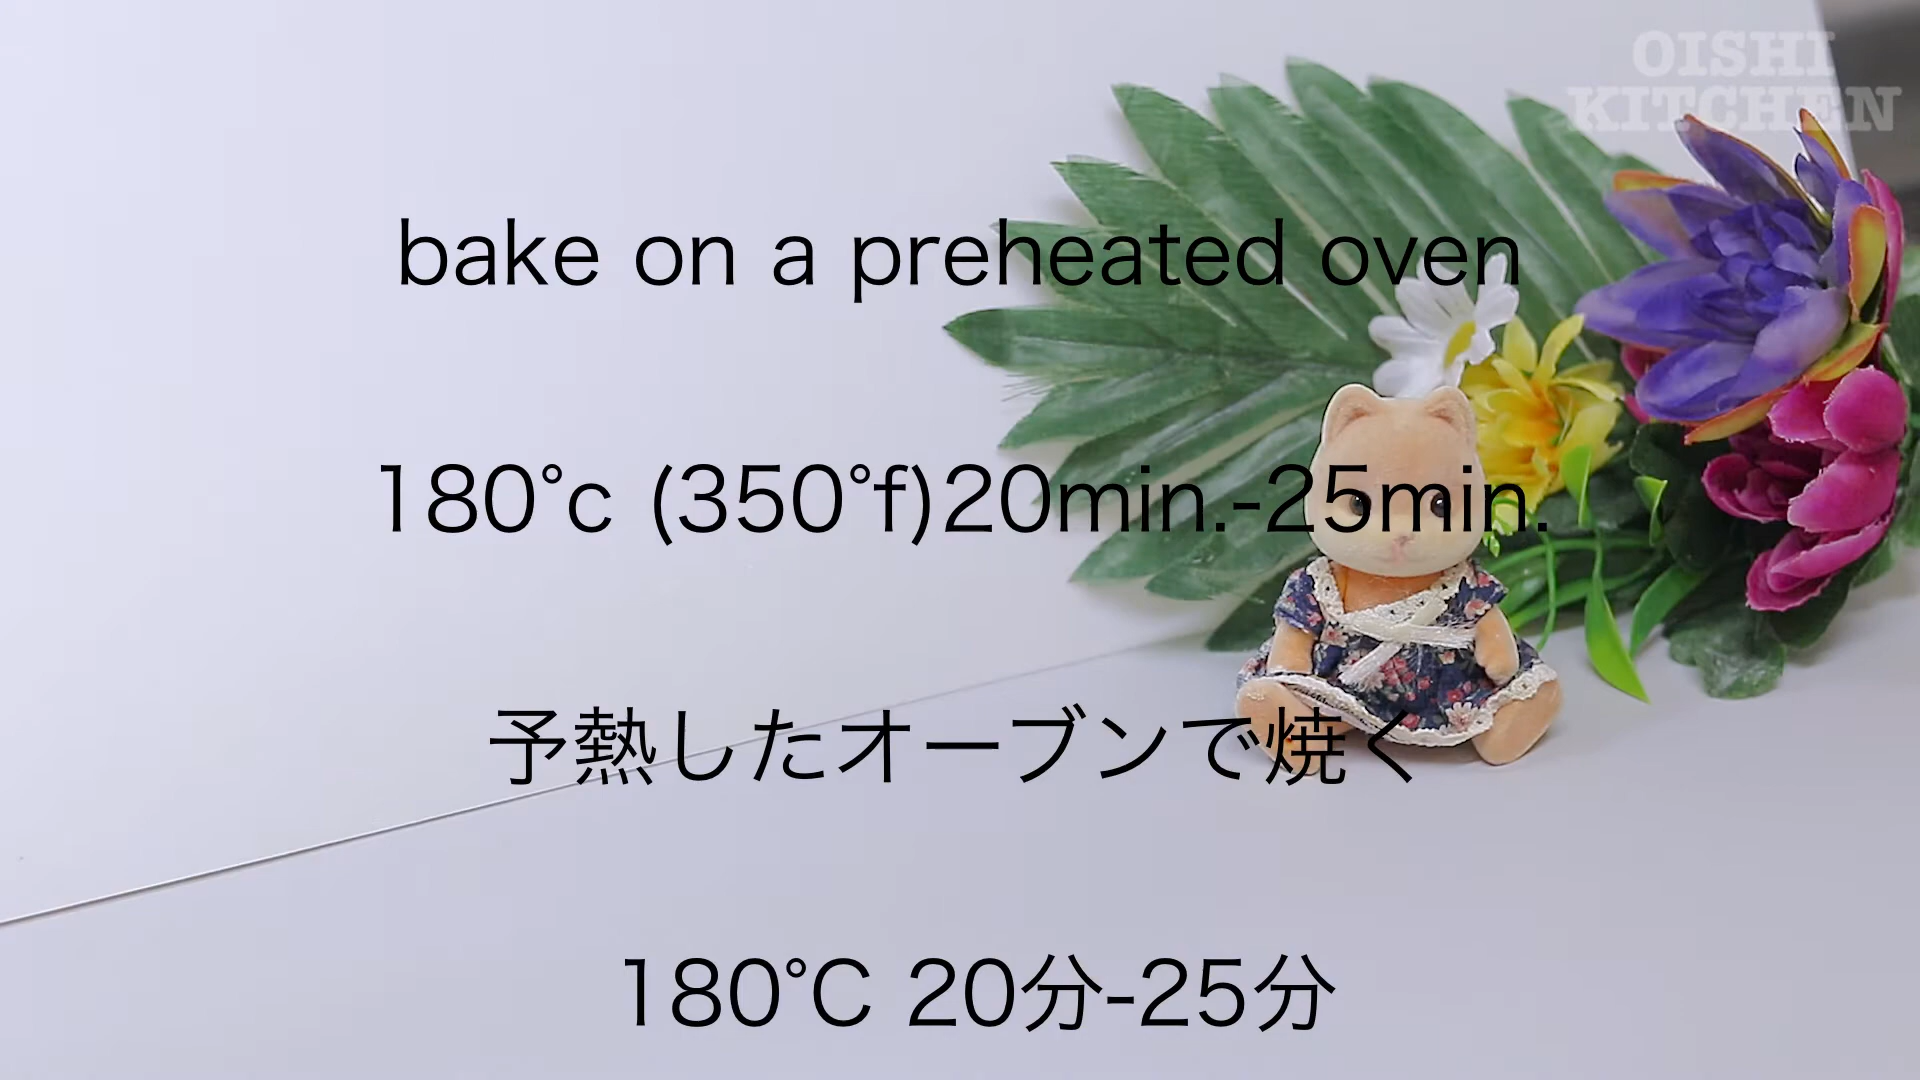 OISHI
KITCHEN
bake on a preheated oven
180℃ (350°f)20min.-25min.
予熱したオーブンで焼く
180℃ 20分-25分